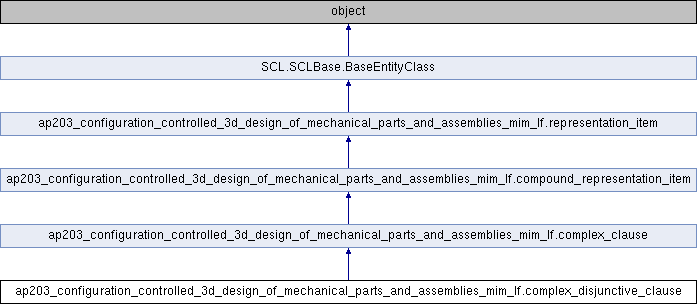 object
SCL.SCLBase.BaseEntityClass
ap203_configuration_controlled_3d_design_of_mechanical_parts_and_assemblies_mim_lf.representation_item
ap203_configuration_controlled_3d_design_of_mechanical_parts_and_assemblies_mim_lf.compound_representation_item
ap203_configuration_controlled_3d_design_of_mechanical_parts_and_assemblies_mim_lf.complex_clause
ap203_configuration_controlled_3d_design_of_mechanical_parts_and_assemblies_mim_lf.complex_disjunctive_clause